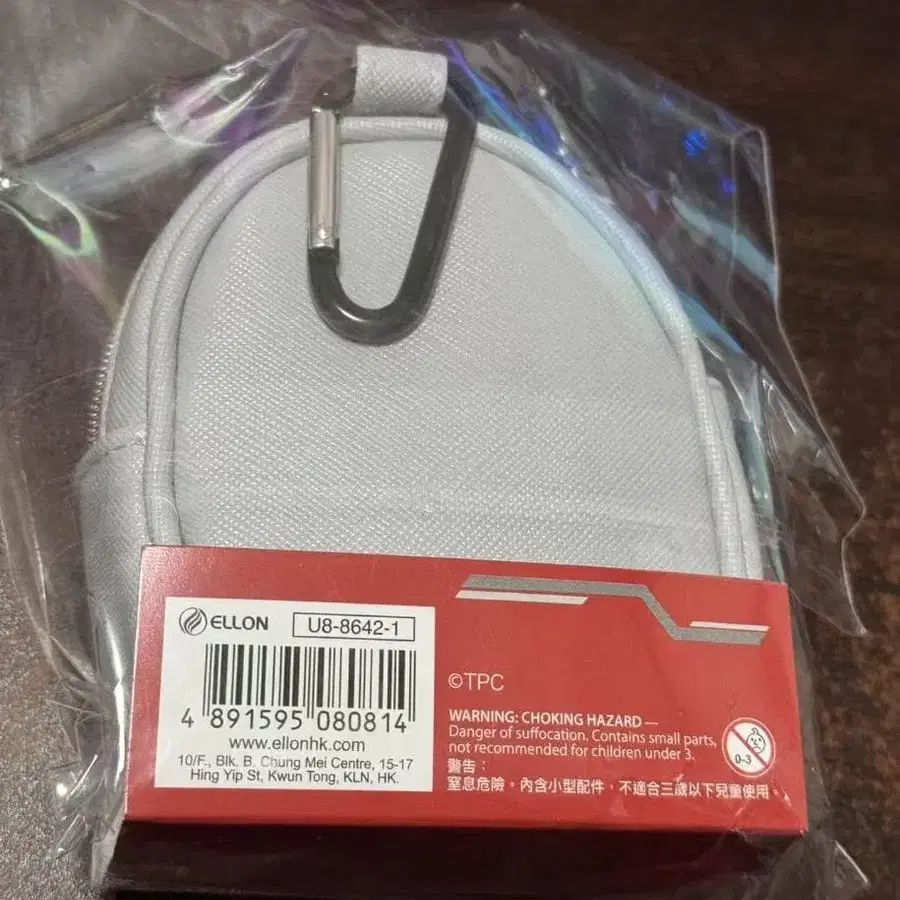 ELLON
U8-8642-1
4 891595 080814
www.ellonhk.com
10/F., Blk. B, Chung Mei Centre, 15-17
Hing Yip St, Kwun Tong, KLN, HK.
©TPC
WARNING: CHOKING HAZARD —
Danger of suffocation. Contains small parts,
not recommended for children under 3.
0-3
警告：
窒息危險。內含小型配件，不適合三歲以下兒童使用。